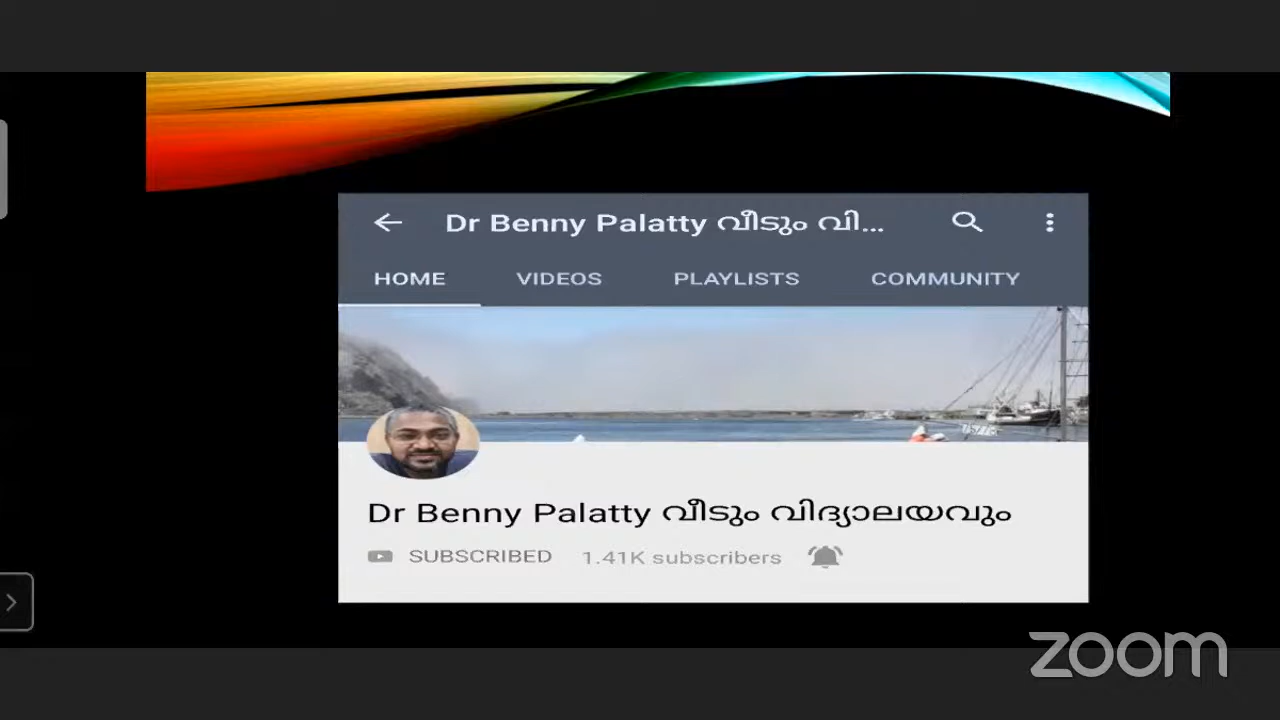 Dr Benny Palatty വീടും വി...
HOME VIDEOS PLAYLISTS COMMUNITY
Dr Benny Palatty വീടും വിദ്യാലയവും
SUBSCRIBED 1.41K subscribers
zoom